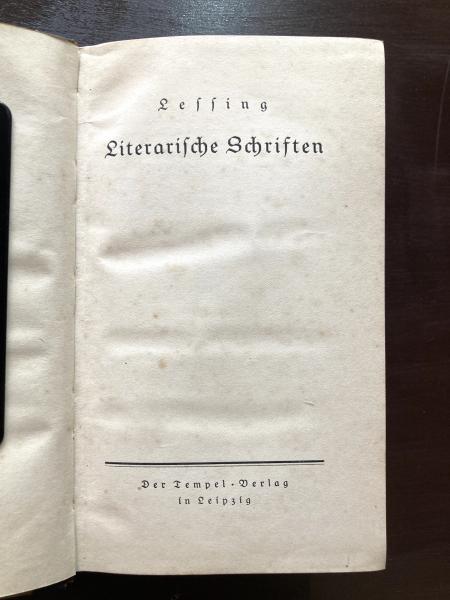 Leſſing
Literariſche Schriften
Der Tempel-Verlag
in Leipzig